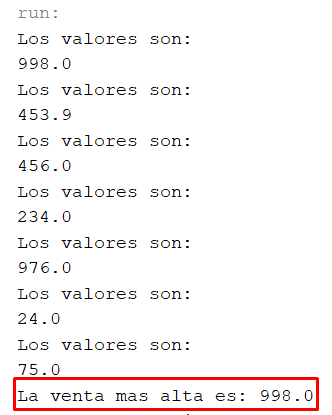 run:
Los valores son:
998.0
Los valores son:
453.9
Los valores son:
456.0
Los valores son:
234.0
Los valores son:
976.0
Los valores son:
24.0
Los valores son:
75.0
La venta mas alta es: 998.0